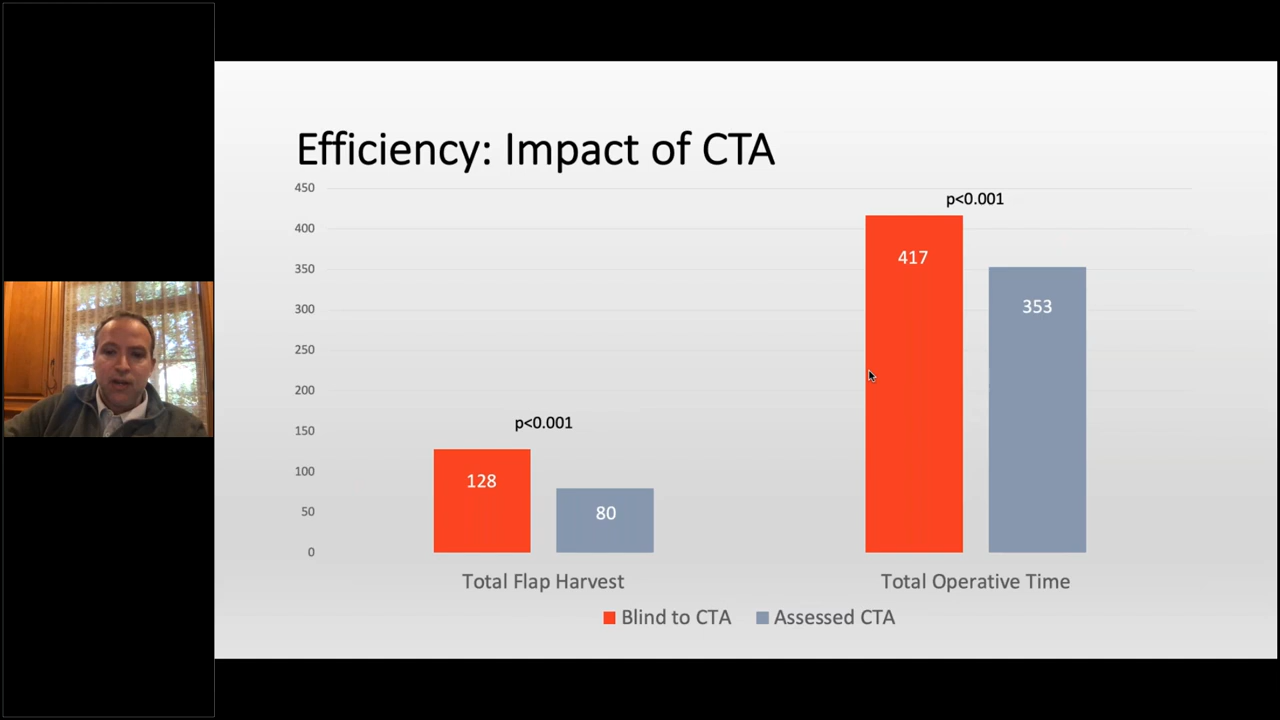 Efficiency: Impact of CTA
450
400
350
300
250
200
150
100
50
0
p<0.001
128
80
p<0.001
417
353
Total Flap Harvest
Total Operative Time
Blind to CTA
Assessed CTA